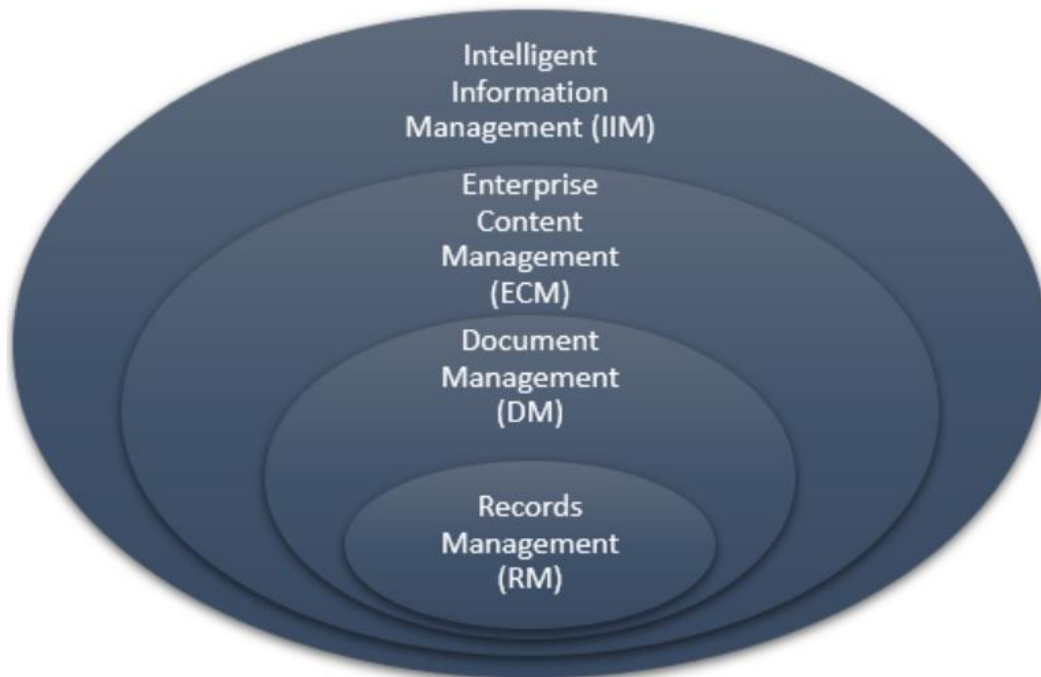 Intelligent
Information
Management (IIM)
Enterprise
Content
Management
(ECM)
Document
Management
(DM)
Records
Management
(RM)